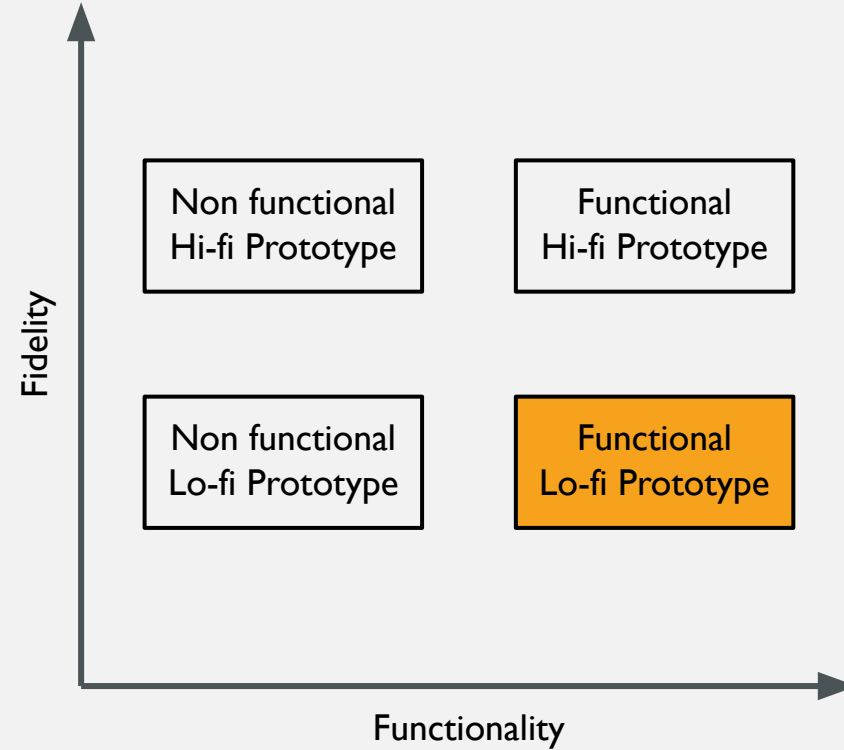 Non functional
Hi-fi Prototype
Functional
Hi-fi Prototype
Fidelity
Non functional
Lo-fi Prototype
Functional
Lo-fi Prototype
Functionality